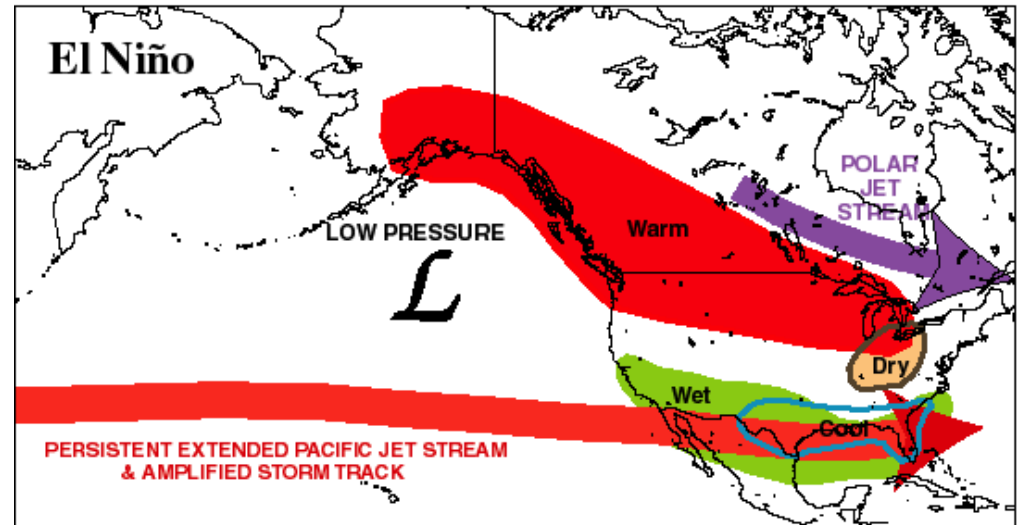 El Niño
POLAR
JET
STREAM
LOW PRESSURE
Warm
L
Dry
Wet
Cool
PERSISTENT EXTENDED PACIFIC JET STREAM
& AMPLIFIED STORM TRACK